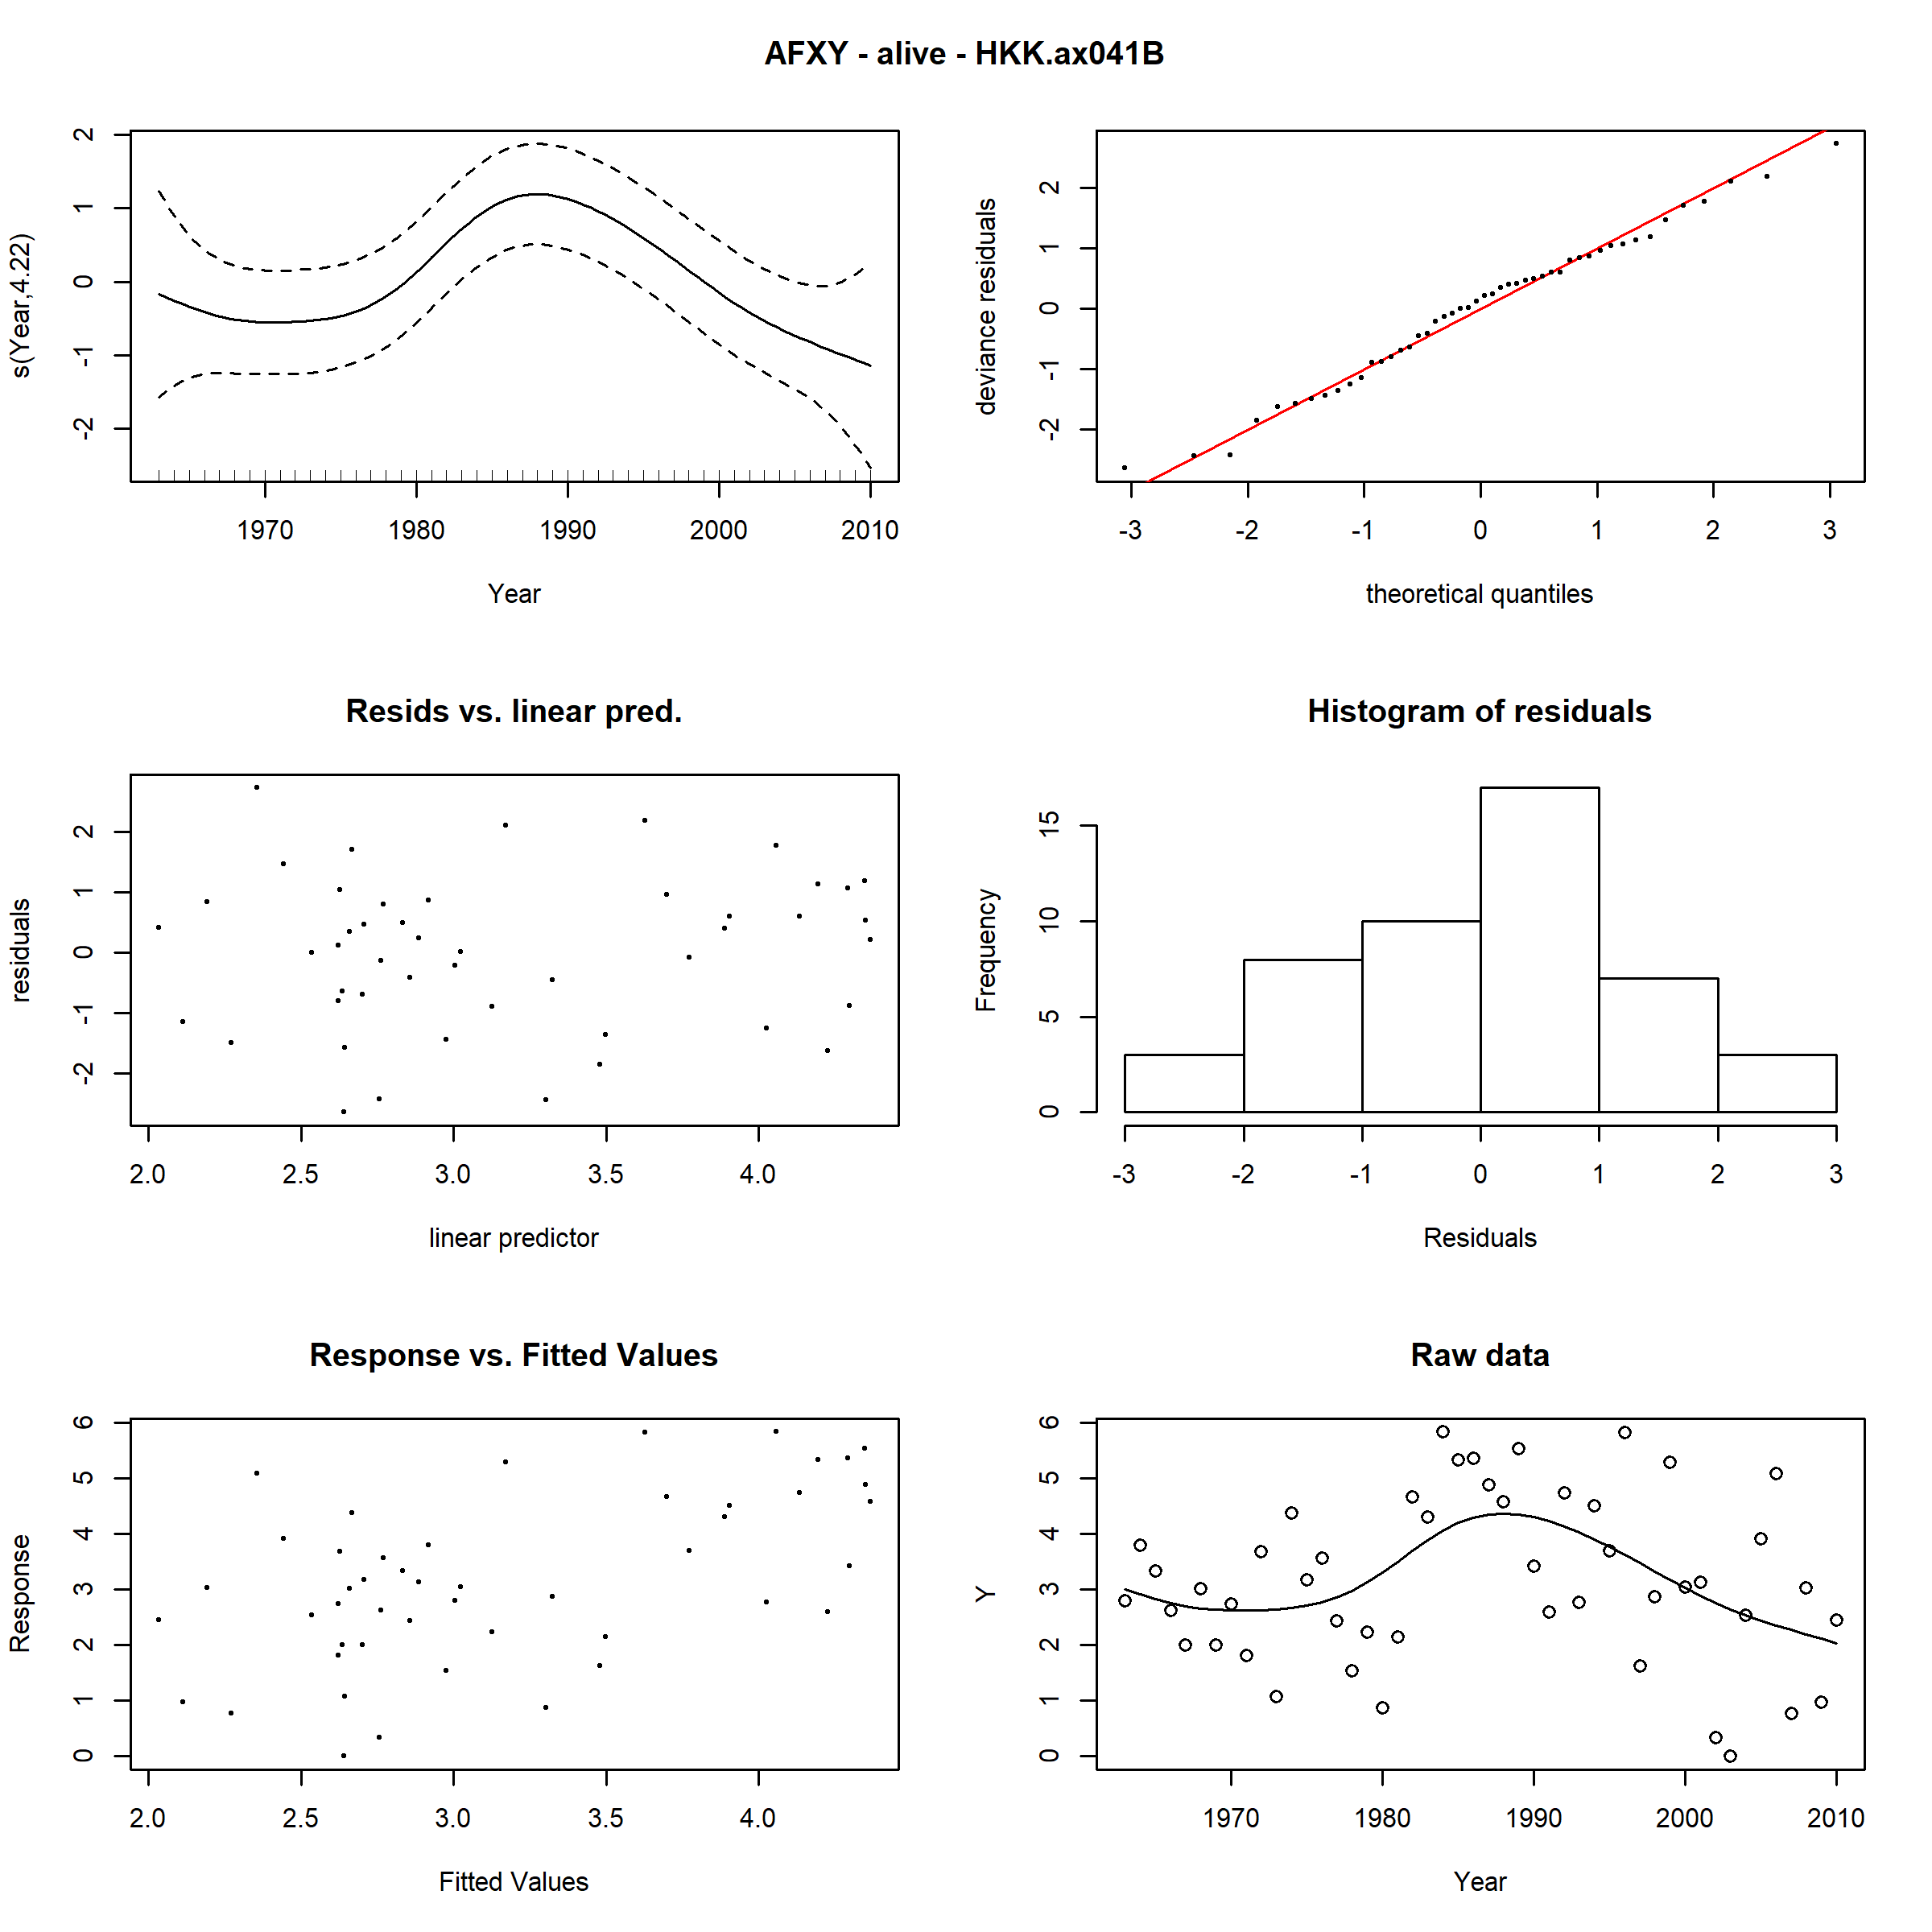 AFXY - alive - HKK.ax041B
s(Year,4.22)
2
1
0
-1
-2
1970 1980 1990 2000 2010
Year
deviance residuals
2
1
0
-1
-2
-3 -2 -1 0 1 2 3
theoretical quantiles
Resids vs. linear pred.
residuals
2
1
0
-1
-2
2.0 2.5 3.0 3.5 4.0
linear predictor
Histogram of residuals
Frequency
15
10
5
0
-3 -2 -1 0 1 2 3
Residuals
Response vs. Fitted Values
Response
6
5
4
3
2
1
0
2.0 2.5 3.0 3.5 4.0
Fitted Values
Raw data
Y
6
5
4
3
2
1
0
1970 1980 1990 2000 2010
Year